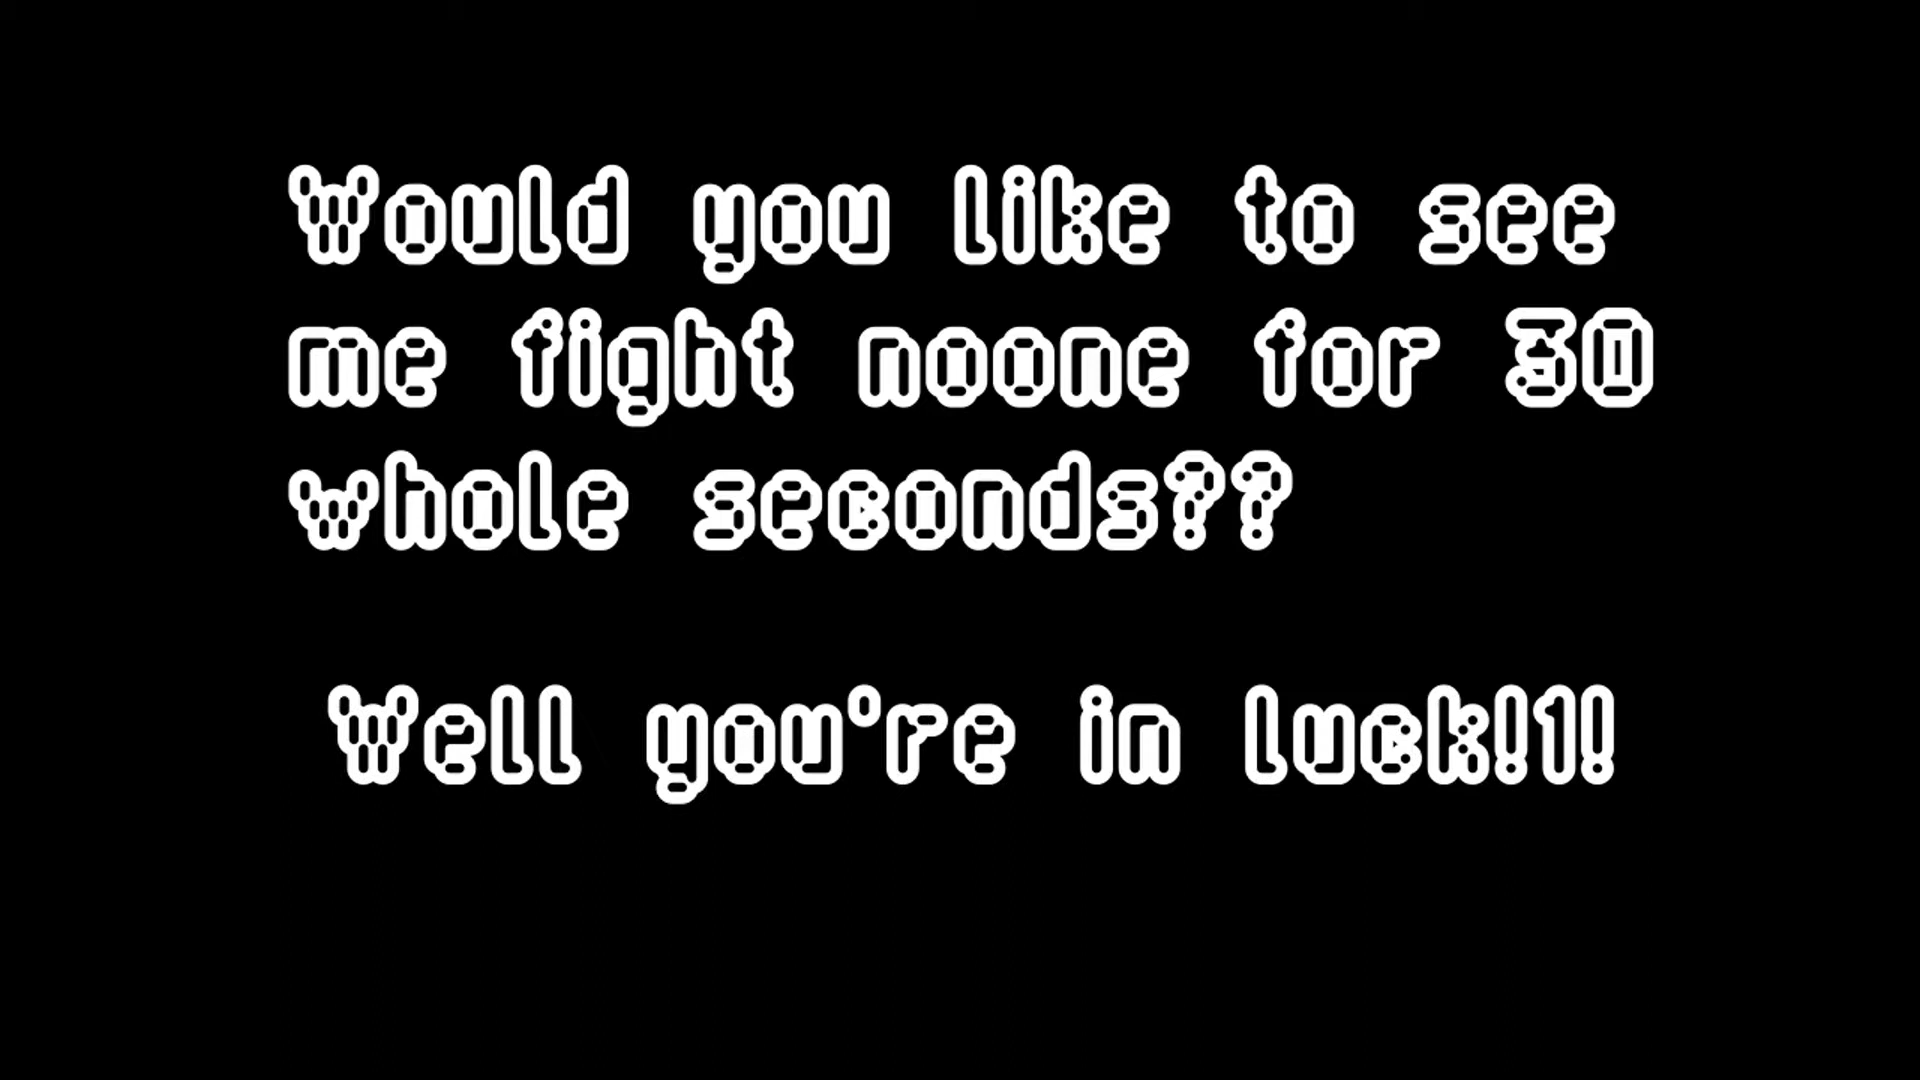 Would you like to see
me fight noone for 30
whole seconds??
Well you're in luck!1!